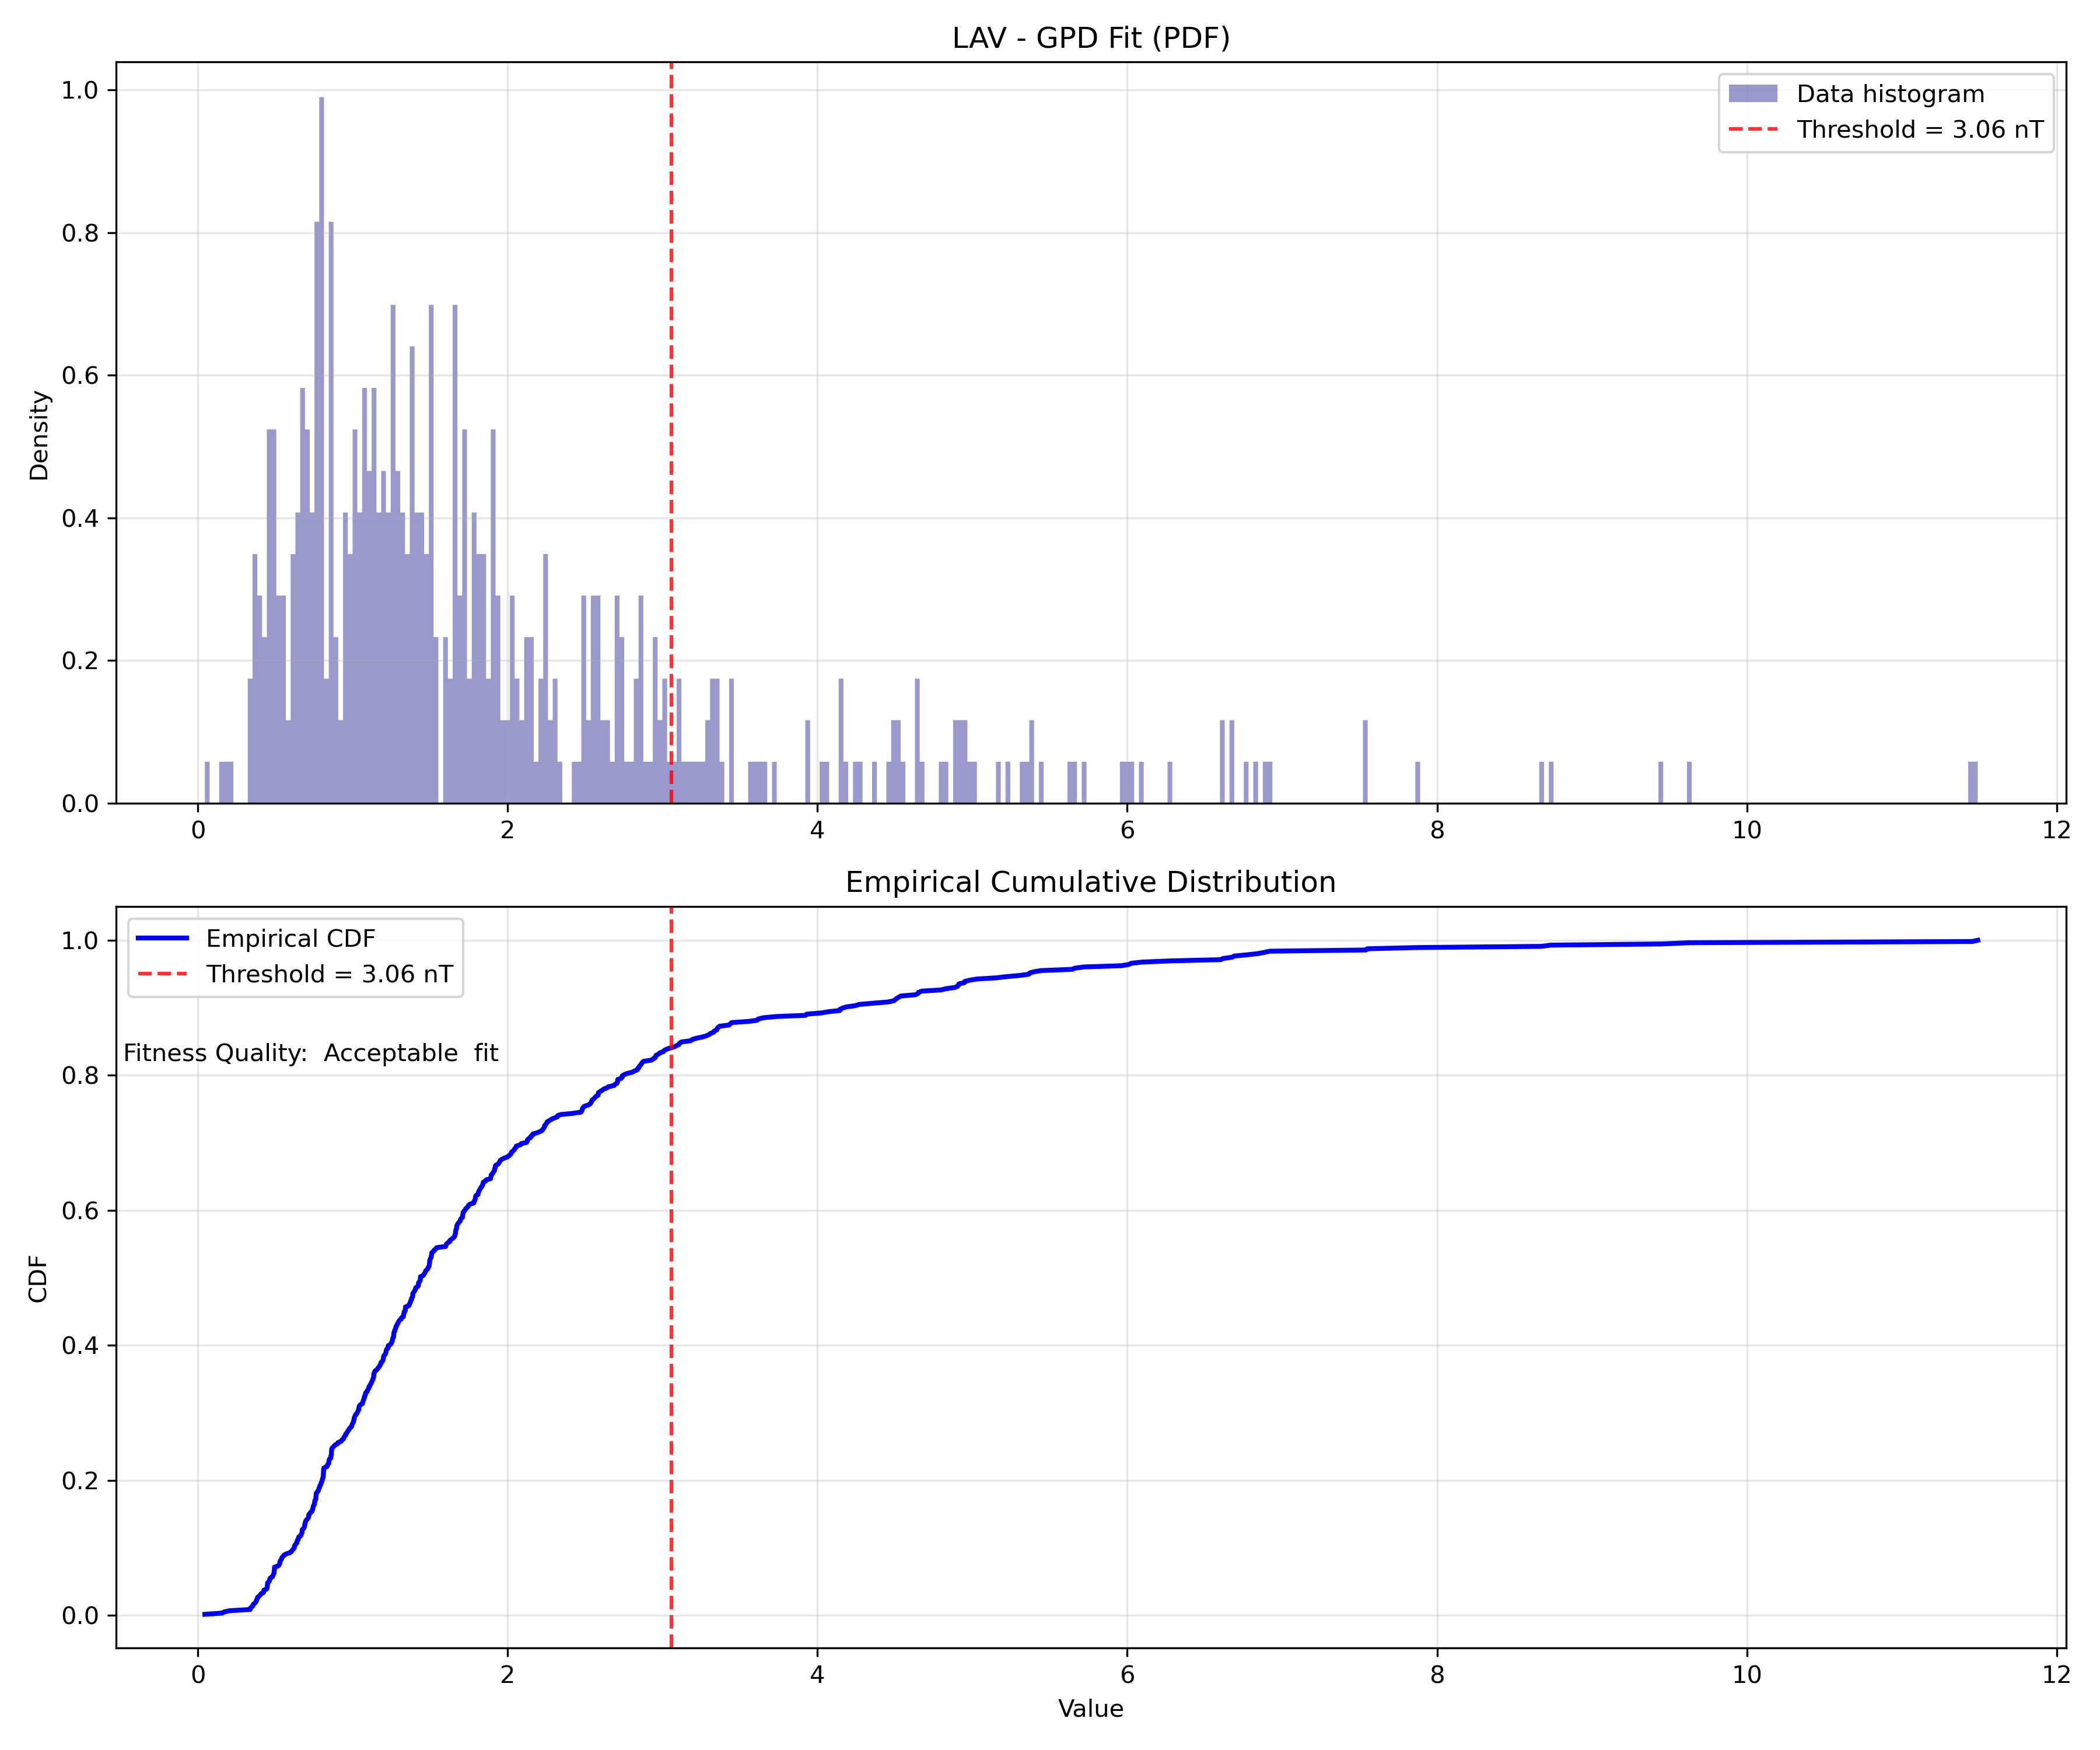 LAV - GPD Fit (PDF)
Data histogram
Threshold = 3.06 nT
Density
1.0
0.8
0.6
0.4
0.2
0.0
0 2 4 6 8 10 12
Empirical Cumulative Distribution
Empirical CDF
Threshold = 3.06 nT
Fitness Quality:  Acceptable  fit
CDF
1.0
0.8
0.6
0.4
0.2
0.0
0 2 4 6 8 10 12
Value